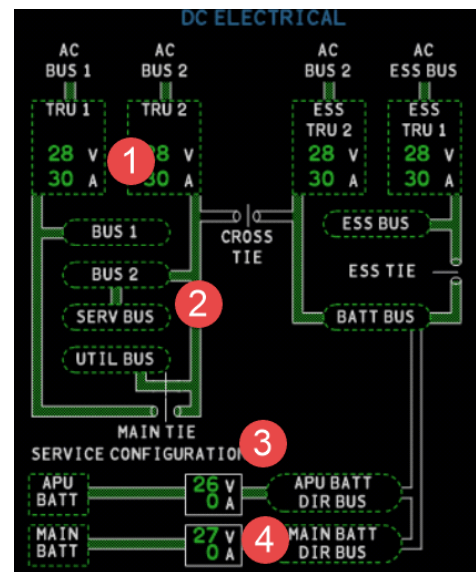 DC ELECTRICAL
AC BUS 1
AC BUS 2
AC BUS 2
AC ESS BUS
TRU 1
28 V
30 A
TRU 2
28 V
30 A
ESS TRU 2
28 V
30 A
ESS TRU 1
28 V
30 A
1
BUS 1
CROSS TIE
ESS BUS
BUS 2
ESS TIE
2
SERV BUS
BATT BUS
UTIL BUS
MAIN TIE
SERVICE CONFIGURATION
3
APU BATT
26 V
0 A
APU BATT DIR BUS
MAIN BATT
27 V
0 A
4
MAIN BATT DIR BUS